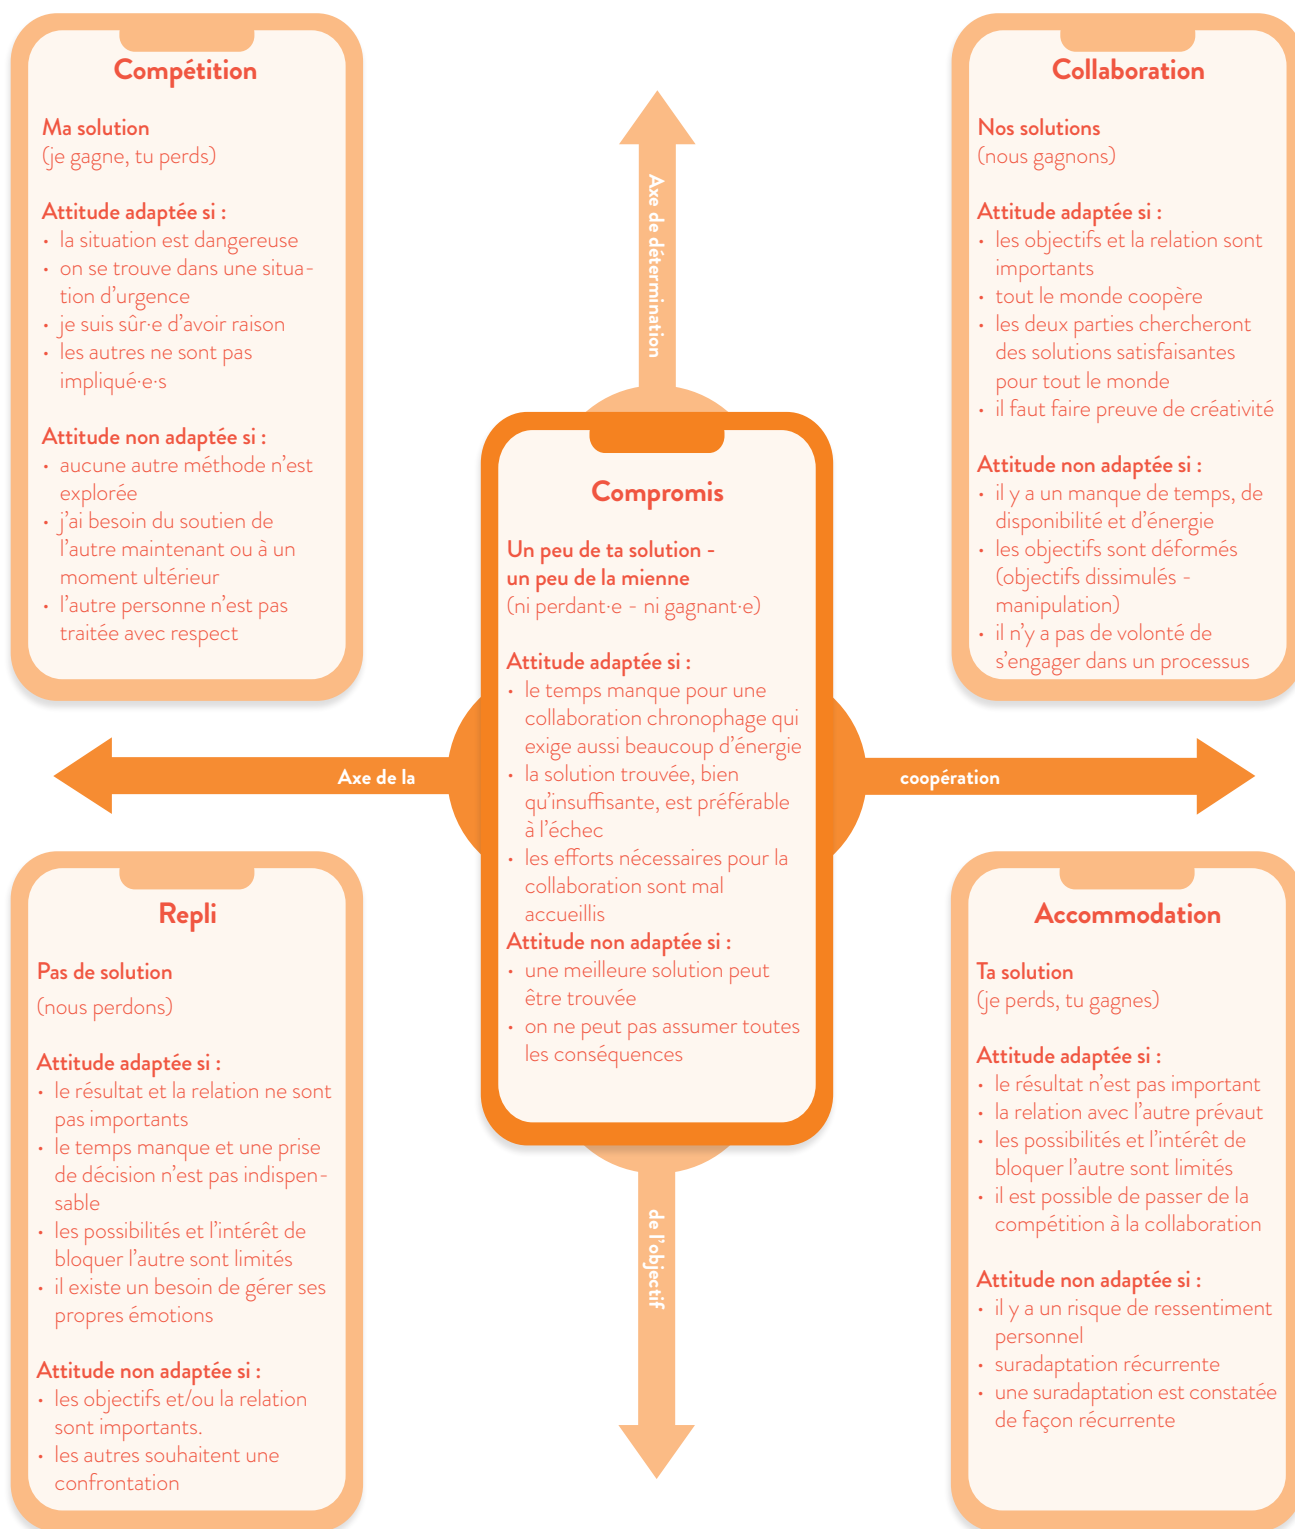 Compétition
Ma solution
(je gagne, tu perds)
Attitude adaptée si :
• la situation est dangereuse
• on se trouve dans une situa-
tion d'urgence
• je suis sûr·e d'avoir raison
• les autres ne sont pas
impliqué·e·s
Attitude non adaptée si :
• aucune autre méthode n'est
explorée
• j'ai besoin du soutien de
l'autre maintenant ou à un
moment ultérieur
• l'autre personne n'est pas
traitée avec respect
Axe de détermination
Collaboration
Nos solutions
(nous gagnons)
Attitude adaptée si :
• les objectifs et la relation sont
importants
• tout le monde coopère
• les deux parties chercheront
des solutions satisfaisantes
pour tout le monde
• il faut faire preuve de créativité
Attitude non adaptée si :
• il y a un manque de temps, de
disponibilité et d'énergie
• les objectifs sont déformés
(objectifs dissimulés -
manipulation)
• il n'y a pas de volonté de
s'engager dans un processus
Axe de la
Compromis
Un peu de ta solution -
un peu de la mienne
(ni perdant·e - ni gagnant·e)
Attitude adaptée si :
• le temps manque pour une
collaboration chronophage qui
exige aussi beaucoup d'énergie
• la solution trouvée, bien
qu'insuffisante, est préférable
à l'échec
• les efforts nécessaires pour la
collaboration sont mal
accueillis
Attitude non adaptée si :
• une meilleure solution peut
être trouvée
• on ne peut pas assumer toutes
les conséquences
coopération
Repli
Pas de solution
(nous perdons)
Attitude adaptée si :
• le résultat et la relation ne sont
pas importants
• le temps manque et une prise
de décision n'est pas indispen-
sable
• les possibilités et l'intérêt de
bloquer l'autre sont limités
• il existe un besoin de gérer ses
propres émotions
Attitude non adaptée si :
• les objectifs et/ou la relation
sont importants.
• les autres souhaitent une
confrontation
de l'objectif
Accommodation
Ta solution
(je perds, tu gagnes)
Attitude adaptée si :
• le résultat n'est pas important
• la relation avec l'autre prévaut
• les possibilités et l'intérêt de
bloquer l'autre sont limités
• il est possible de passer de la
compétition à la collaboration
Attitude non adaptée si :
• il y a un risque de ressentiment
personnel
• suradaptation récurrente
• une suradaptation est constatée
de façon récurrente